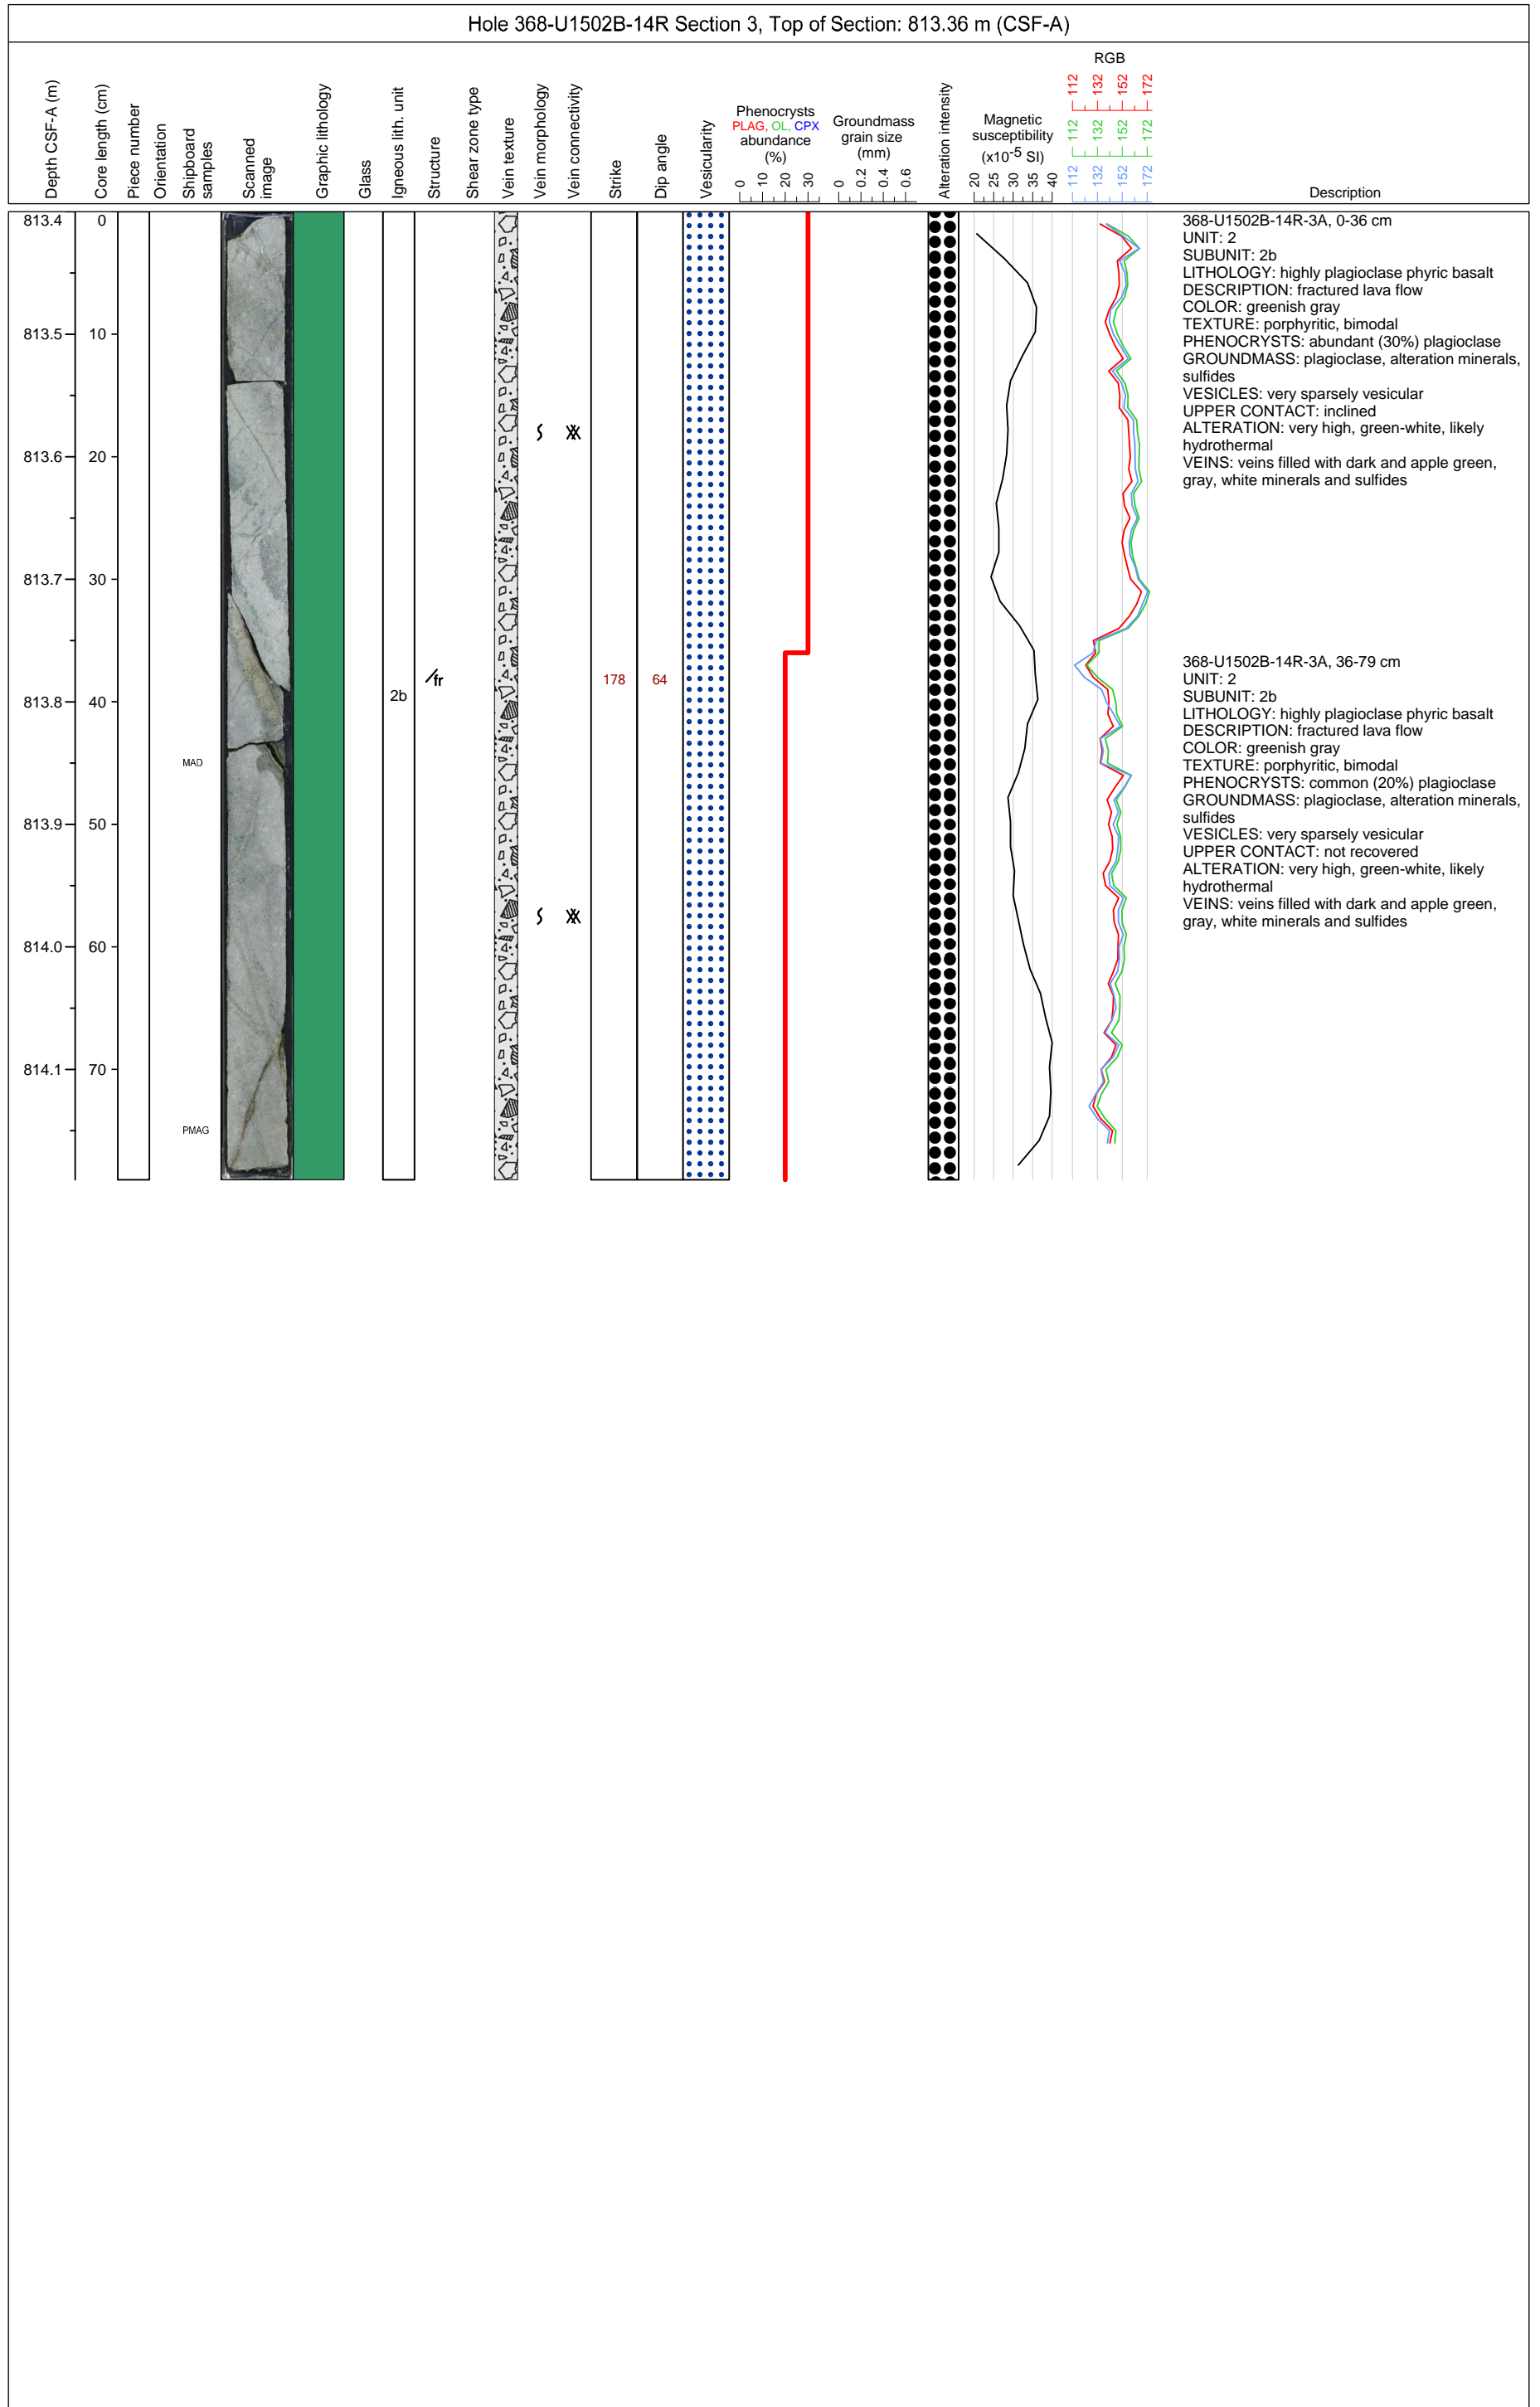 Hole 368-U1502B-14R Section 3, Top of Section: 813.36 m (CSF-A)
Depth CSF-A (m)
Core length (cm)
Piece number
Orientation
Shipboard
samples
Scanned
image
Graphic lithology
Glass
Igneous lith. unit
Structure
Shear zone type
Vein texture
Vein morphology
Vein connectivity
Strike
Dip angle
Vesicularity
Phenocrysts
PLAG, OL, CPX
abundance
(%)
0 10 20 30
Groundmass
grain size
(mm)
0 0.2 0.4 0.6
Alteration intensity
Magnetic
susceptibility
(x10-5 SI)
20 25 30 35 40
RGB
112 132 152 172
112 132 152 172
112 132 152 172
Description
813.4 0
813.5 10
813.6 20
813.7 30
813.8 40
813.9 50
814.0 60
814.1 70
MAD
PMAG
2b
fr
178 64
368-U1502B-14R-3A, 0-36 cm
UNIT: 2
SUBUNIT: 2b
LITHOLOGY: highly plagioclase phyric basalt
DESCRIPTION: fractured lava flow
COLOR: greenish gray
TEXTURE: porphyritic, bimodal
PHENOCRYSTS: abundant (30%) plagioclase
GROUNDMASS: plagioclase, alteration minerals,
sulfides
VESICLES: very sparsely vesicular
UPPER CONTACT: inclined
ALTERATION: very high, green-white, likely
hydrothermal
VEINS: veins filled with dark and apple green,
gray, white minerals and sulfides
368-U1502B-14R-3A, 36-79 cm
UNIT: 2
SUBUNIT: 2b
LITHOLOGY: highly plagioclase phyric basalt
DESCRIPTION: fractured lava flow
COLOR: greenish gray
TEXTURE: porphyritic, bimodal
PHENOCRYSTS: common (20%) plagioclase
GROUNDMASS: plagioclase, alteration minerals,
sulfides
VESICLES: very sparsely vesicular
UPPER CONTACT: not recovered
ALTERATION: very high, green-white, likely
hydrothermal
VEINS: veins filled with dark and apple green,
gray, white minerals and sulfides